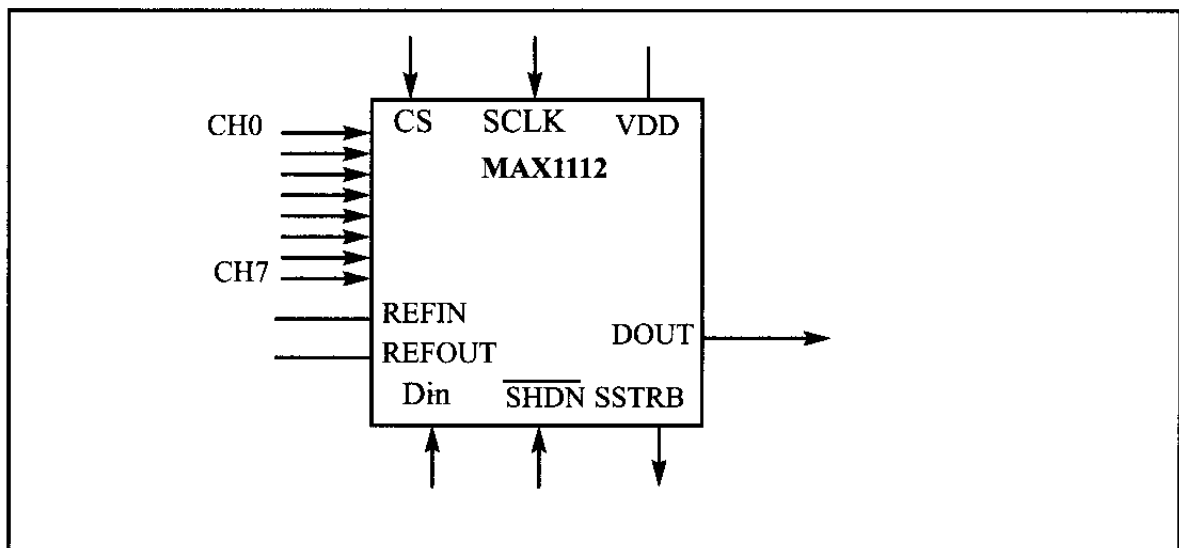 CS SCLK VDD
CH0
MAX1112
CH7
REFIN
DOUT
REFOUT
Din SHDN SSTRB